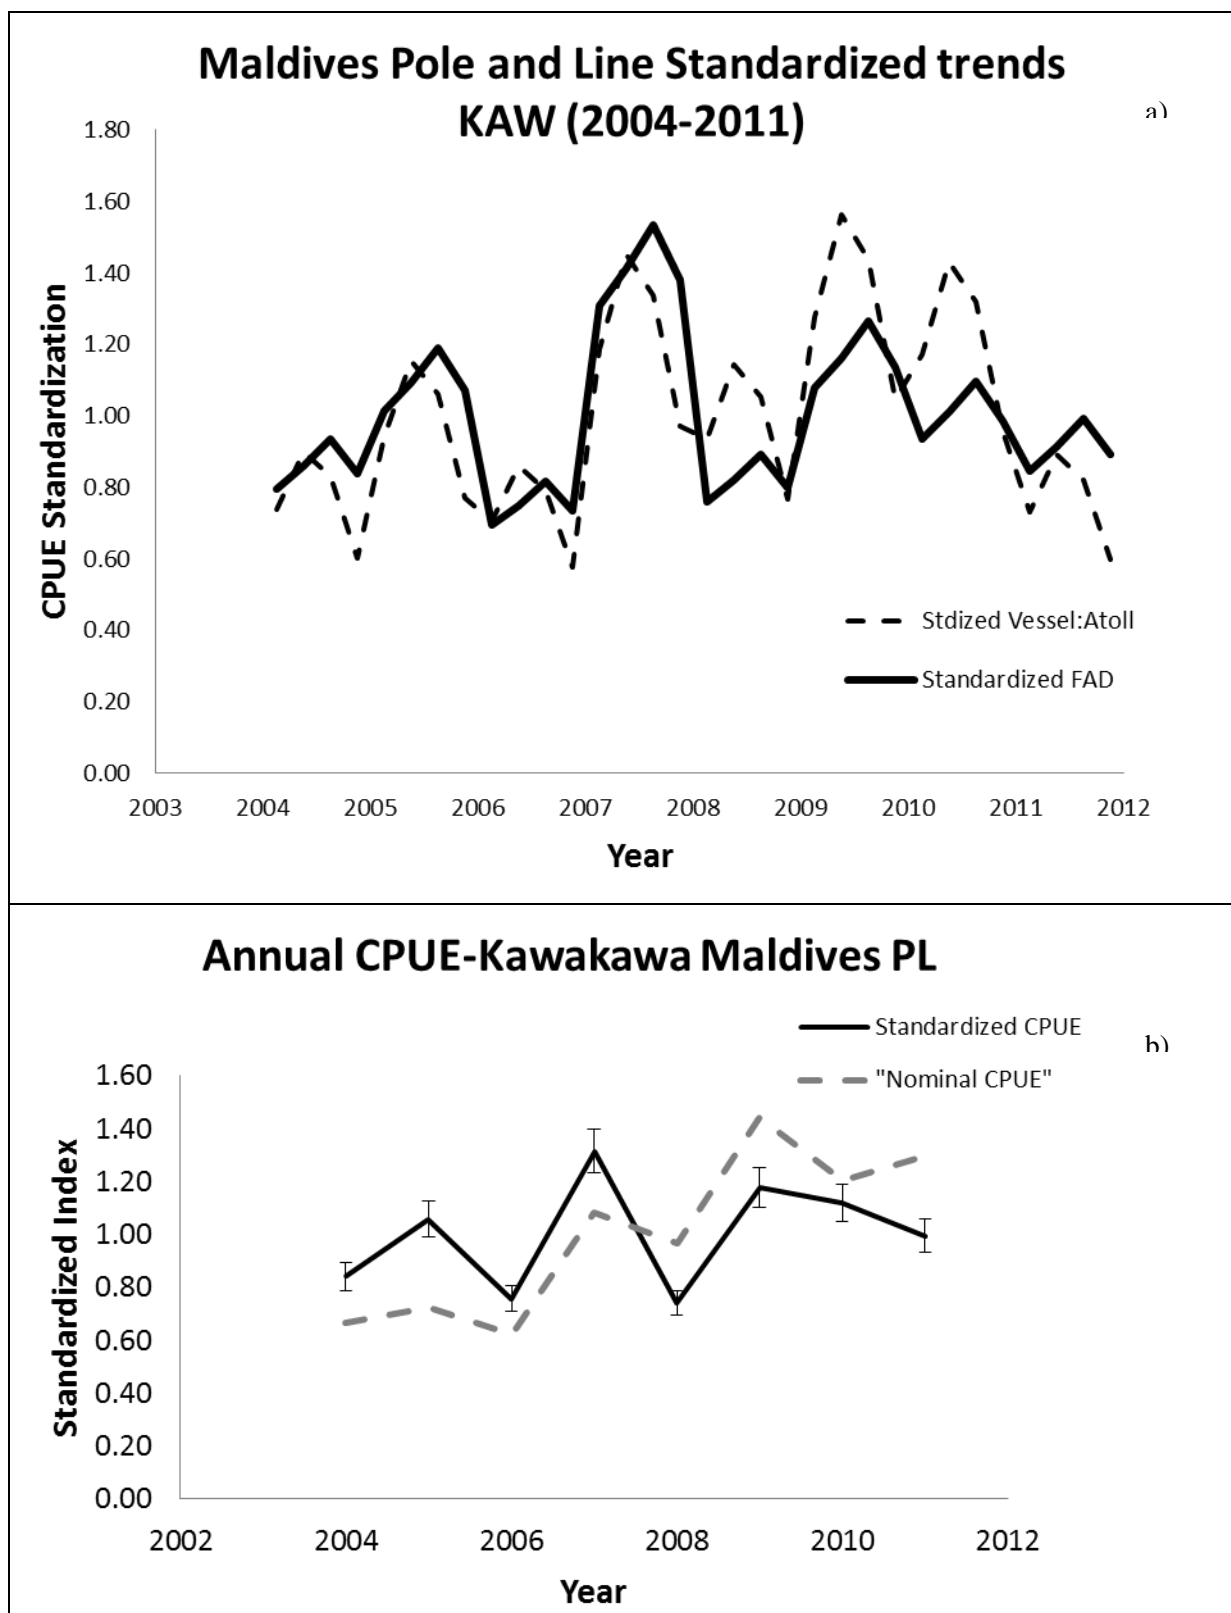 Maldives Pole and Line Standardized trends
KAW (2004-2011)
a)
1.80
1.60
1.40
1.20
1.00
0.80
0.60
0.40
0.20
0.00
CPUE Standardization
Stdized Vessel:Atoll
Standardized FAD
2003 2004 2005 2006 2007 2008 2009 2010 2011 2012
Year
Annual CPUE-Kawakawa Maldives PL
Standardized CPUE
b)
"Nominal CPUE"
1.60
1.40
1.20
1.00
0.80
0.60
0.40
0.20
0.00
Standardized Index
2002 2004 2006 2008 2010 2012
Year